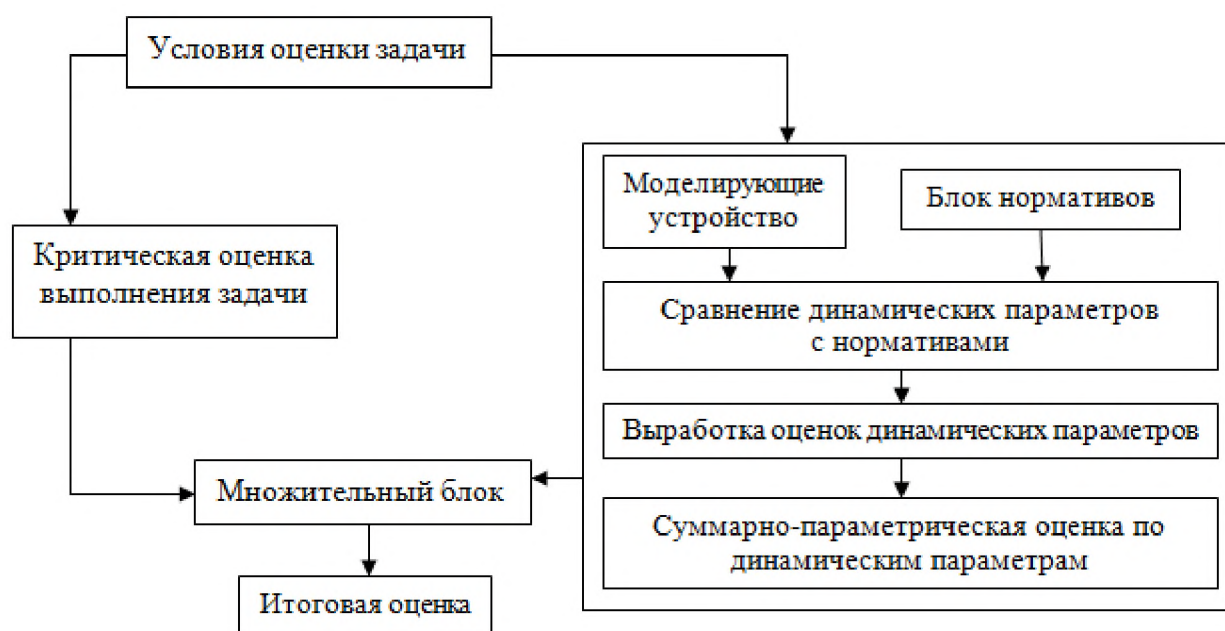 Условия оценки задачи
Моделирующие
устройство
Блок нормативов
Критическая оценка
выполнения задачи
Сравнение динамических параметров
с нормативами
Выработка оценок динамических параметров
Множительный блок
Суммарно-параметрическая оценка по
динамическим параметрам
Итоговая оценка